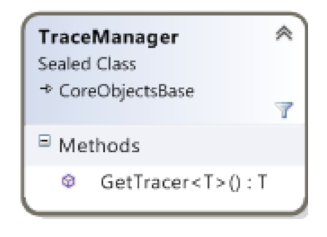 TraceManager
Sealed Class
CoreObjectsBase
Methods
GetTracer<T>() : T